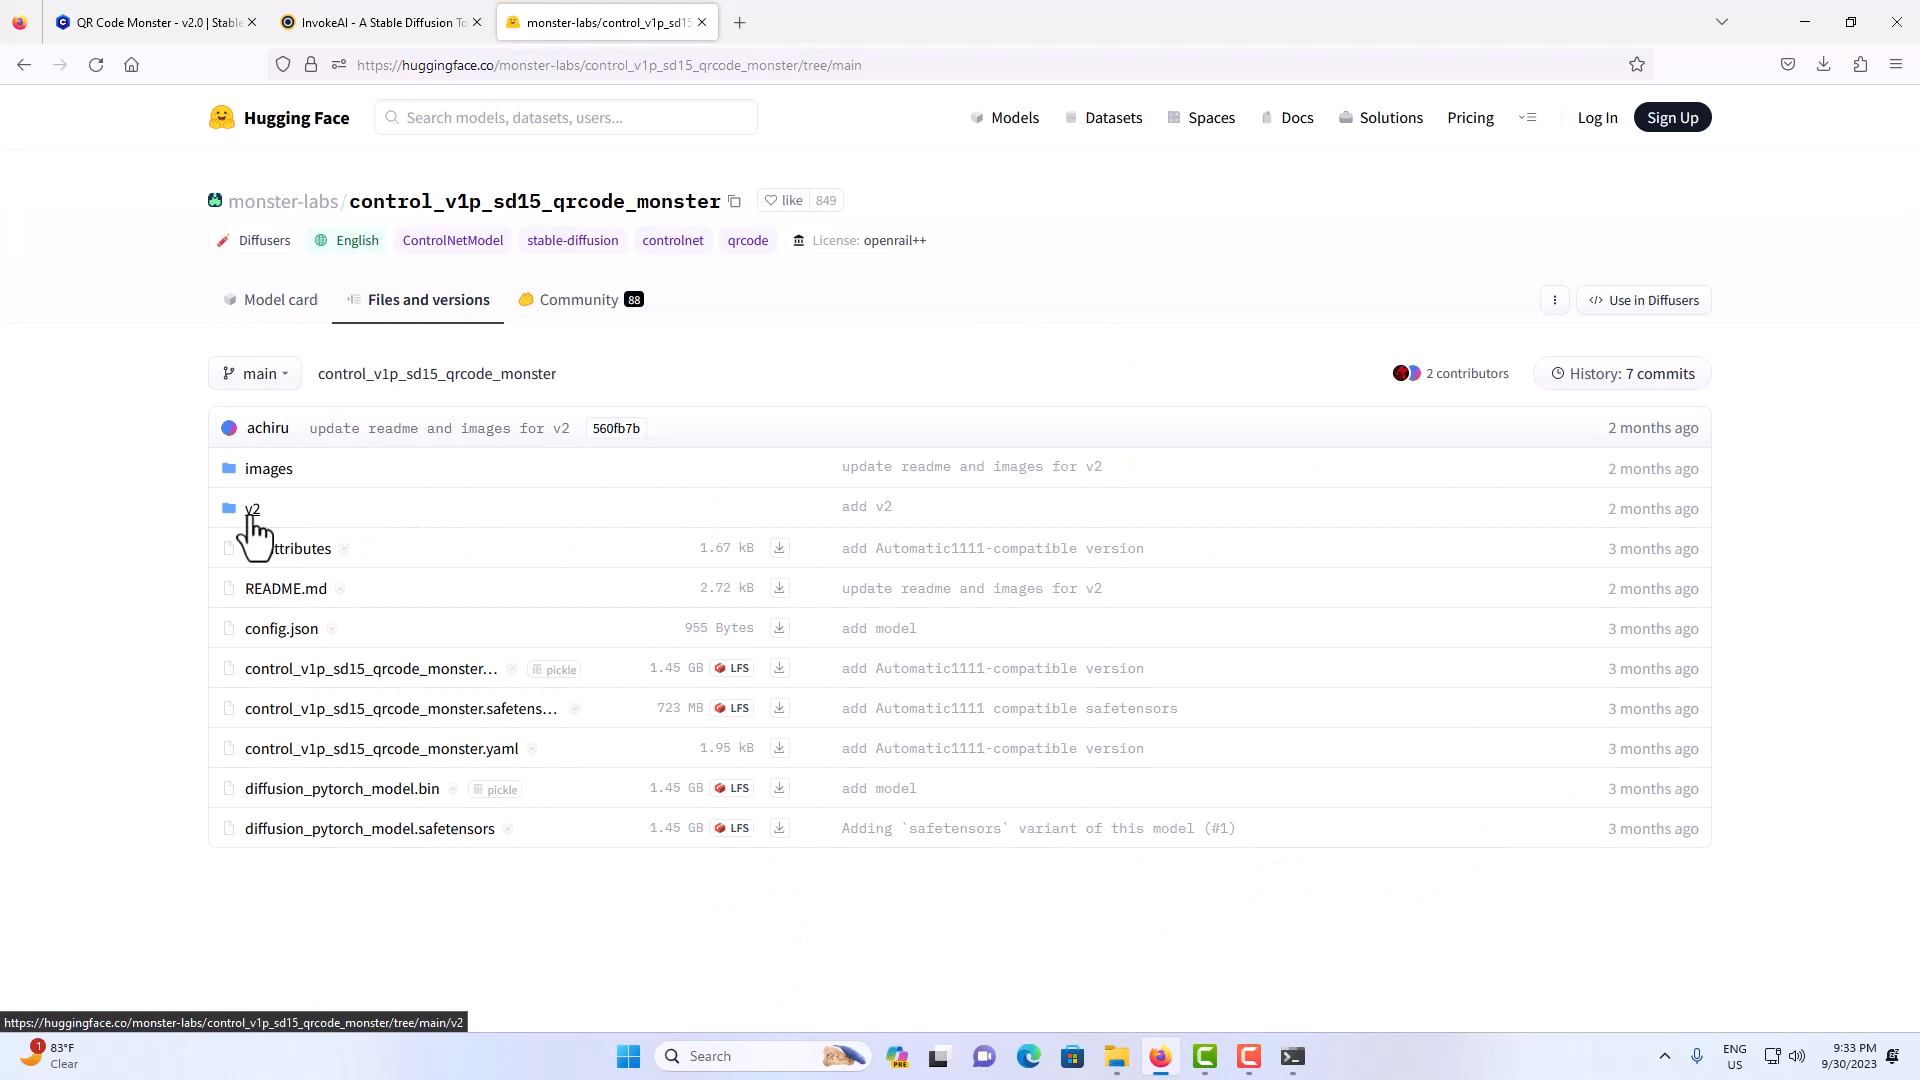 QR Code Monster - v2.0 | Stable
InvokeAI - A Stable Diffusion To
monster-labs/control_v1p_sd15
https://huggingface.co/monster-labs/control_v1p_sd15_qrcode_monster/tree/main
Hugging Face
Search models, datasets, users...
Models
Datasets
Spaces
Docs
Solutions
Pricing
Log In
Sign Up
monster-labs/control_v1p_sd15_qrcode_monster
like 849
Diffusers
English
ControlNetModel
stable-diffusion
controlnet
qrcode
License: openrail++
Model card
Files and versions
Community 88
</> Use in Diffusers
main
control_v1p_sd15_qrcode_monster
2 contributors
History: 7 commits
achiru update readme and images for v2 560fb7b 2 months ago
images update readme and images for v2 2 months ago
v2 add v2 2 months ago
ttributes 1.67 kB add Automatic1111-compatible version 3 months ago
README.md 2.72 kB update readme and images for v2 2 months ago
config.json 955 Bytes add model 3 months ago
control_v1p_sd15_qrcode_monster... pickle 1.45 GB LFS add Automatic1111-compatible version 3 months ago
control_v1p_sd15_qrcode_monster.safetens... 723 MB LFS add Automatic1111 compatible safetensors 3 months ago
control_v1p_sd15_qrcode_monster.yaml 1.95 kB add Automatic1111-compatible version 3 months ago
diffusion_pytorch_model.bin pickle 1.45 GB LFS add model 3 months ago
diffusion_pytorch_model.safetensors 1.45 GB LFS Adding `safetensors` variant of this model (#1) 3 months ago
https://huggingface.co/monster-labs/control_v1p_sd15_qrcode_monster/tree/main/v2
1
83°F
Clear
Search
PRE
ENG
US
9:33 PM
9/30/2023